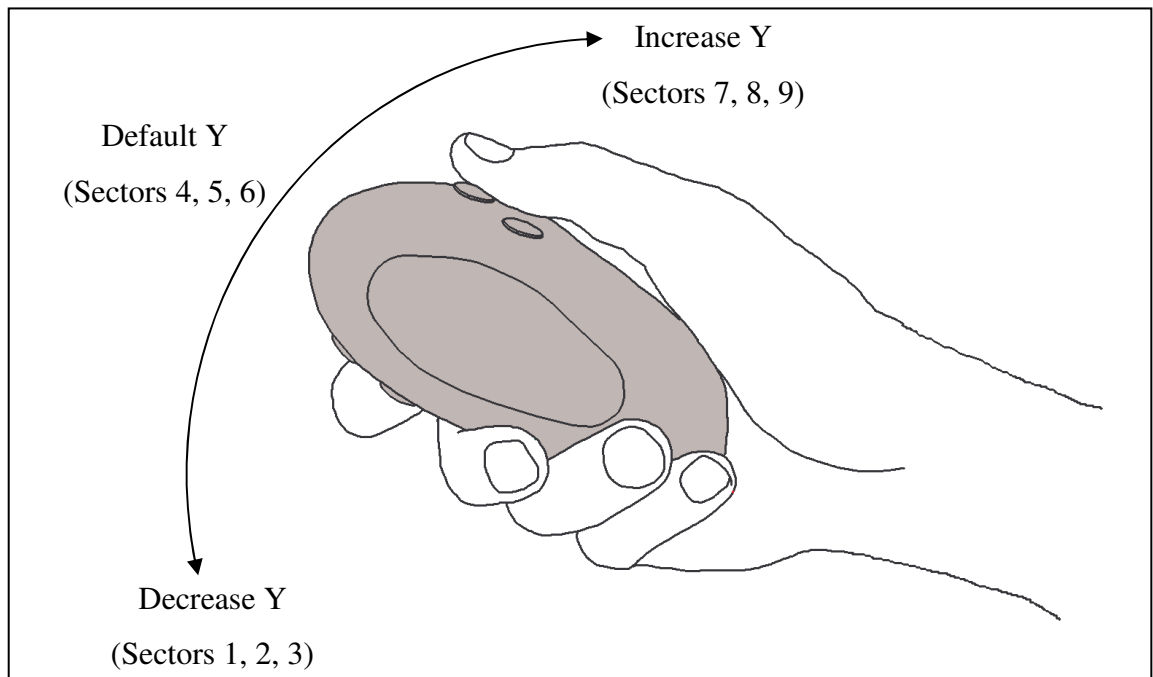 Increase Y
(Sectors 7, 8, 9)
Default Y
(Sectors 4, 5, 6)
Decrease Y
(Sectors 1, 2, 3)